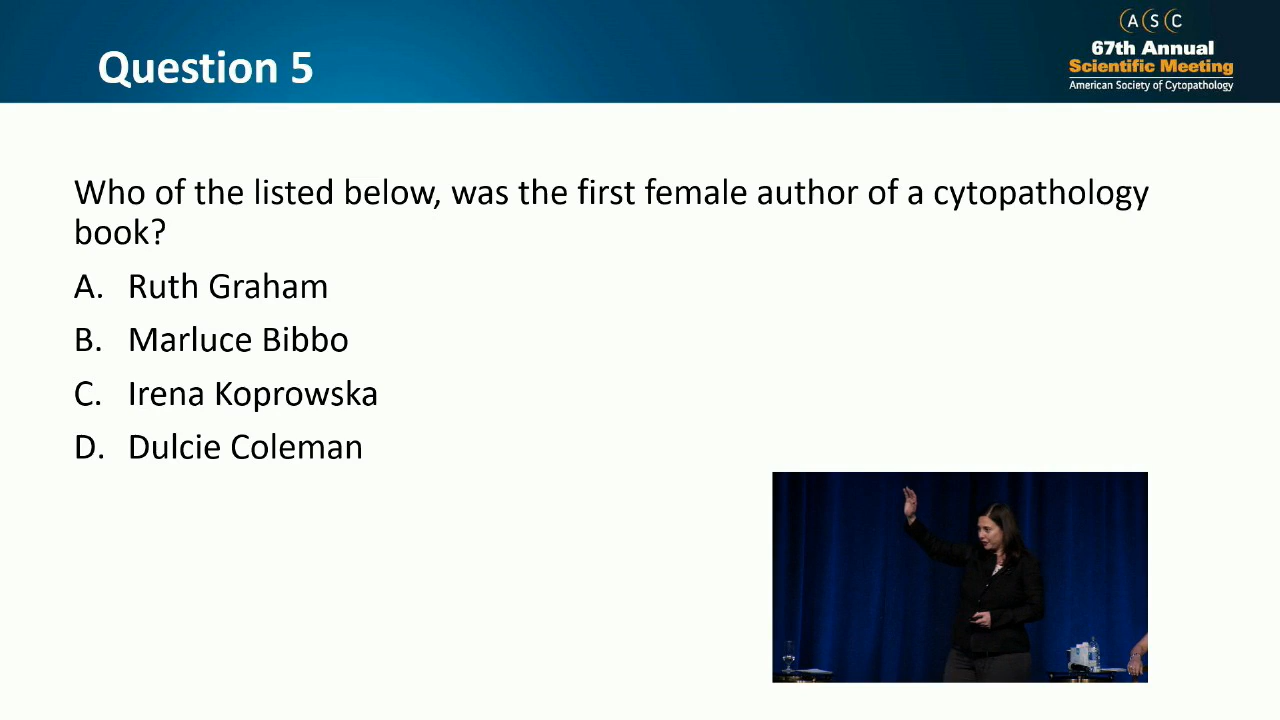 Question 5
A S C
67th Annual
Scientific Meeting
American Society of Cytopathology
Who of the listed below, was the first female author of a cytopathology
book?
A. Ruth Graham
B. Marluce Bibbo
C. Irena Koprowska
D. Dulcie Coleman